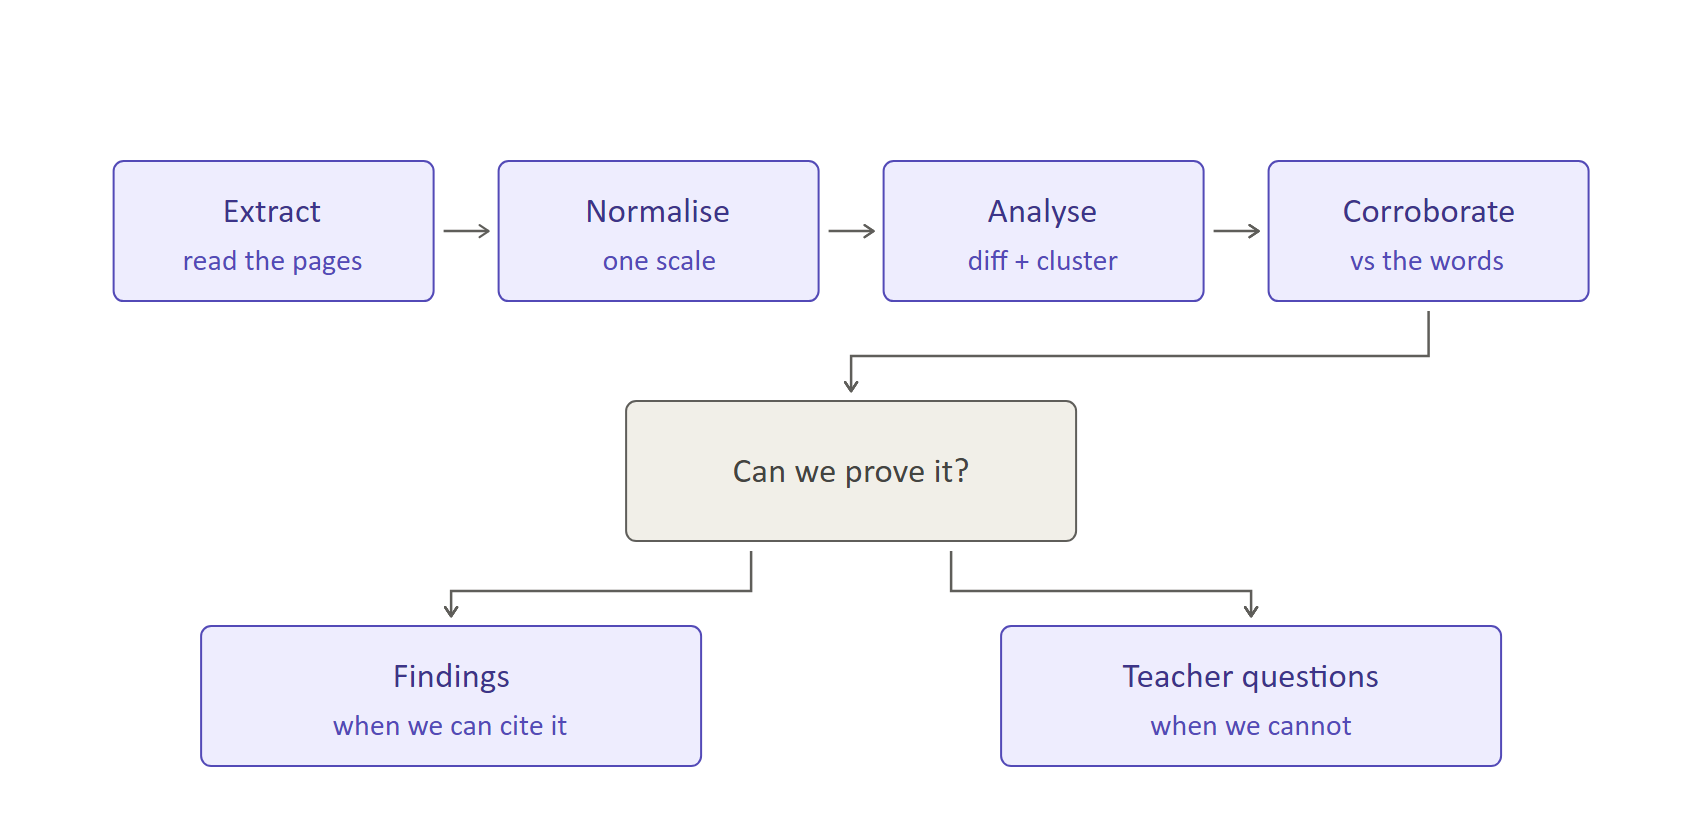 Extract
read the pages
Normalise
one scale
Analyse
diff + cluster
Corroborate
vs the words
Can we prove it?
Findings
when we can cite it
Teacher questions
when we cannot